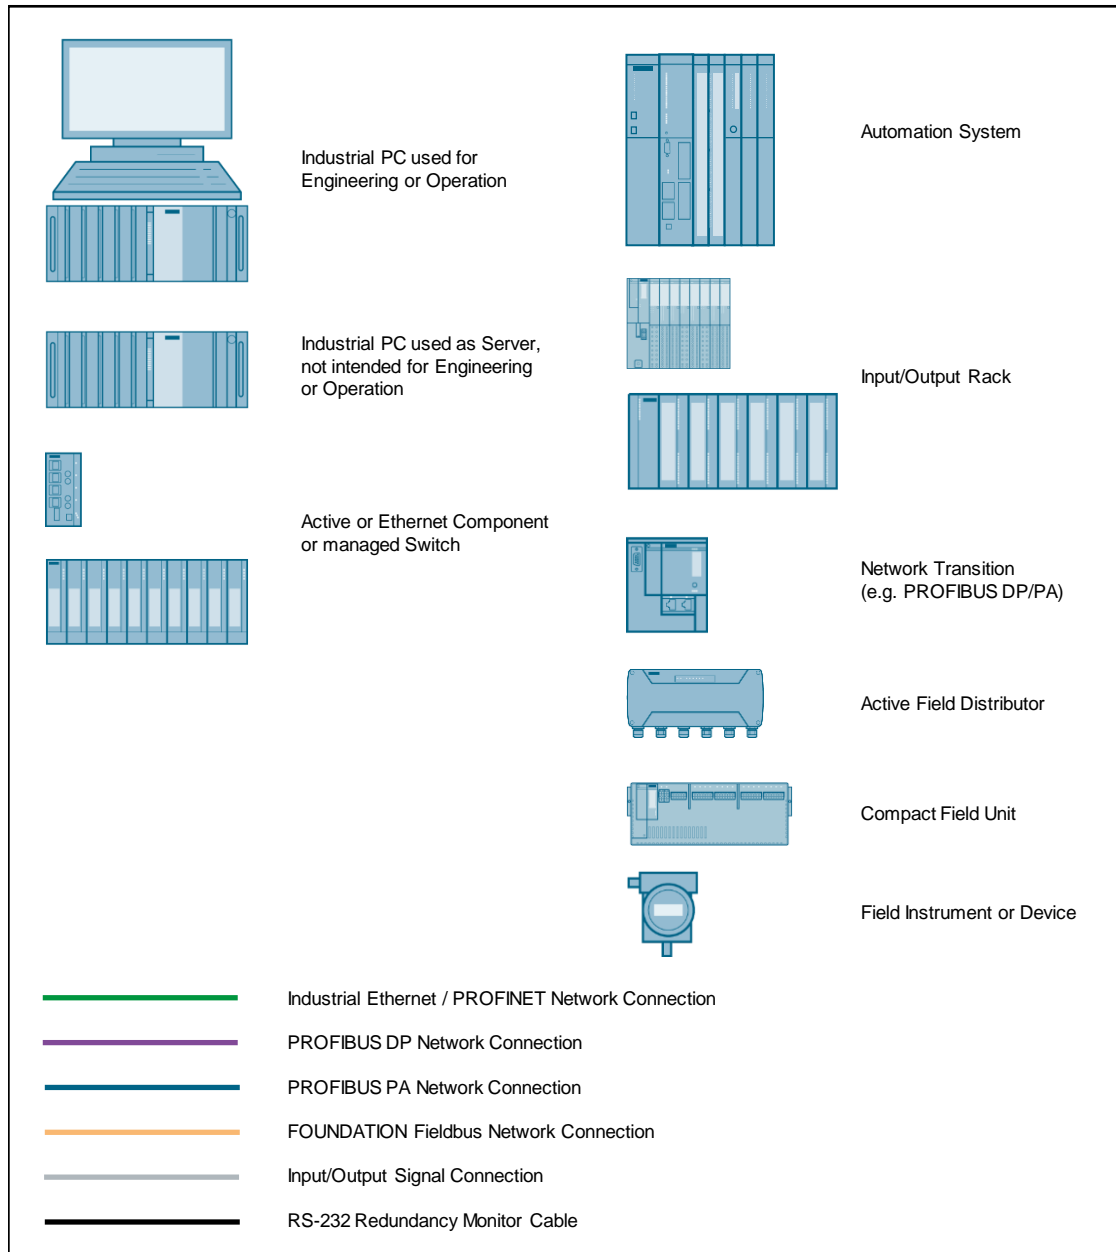 Industrial PC used for
Engineering or Operation
Industrial PC used as Server,
not intended for Engineering
or Operation
Active or Ethernet Component
or managed Switch
Automation System
Input/Output Rack
Network Transition
(e.g. PROFIBUS DP/PA)
Active Field Distributor
Compact Field Unit
Field Instrument or Device
Industrial Ethernet / PROFINET Network Connection
PROFIBUS DP Network Connection
PROFIBUS PA Network Connection
FOUNDATION Fieldbus Network Connection
Input/Output Signal Connection
RS-232 Redundancy Monitor Cable